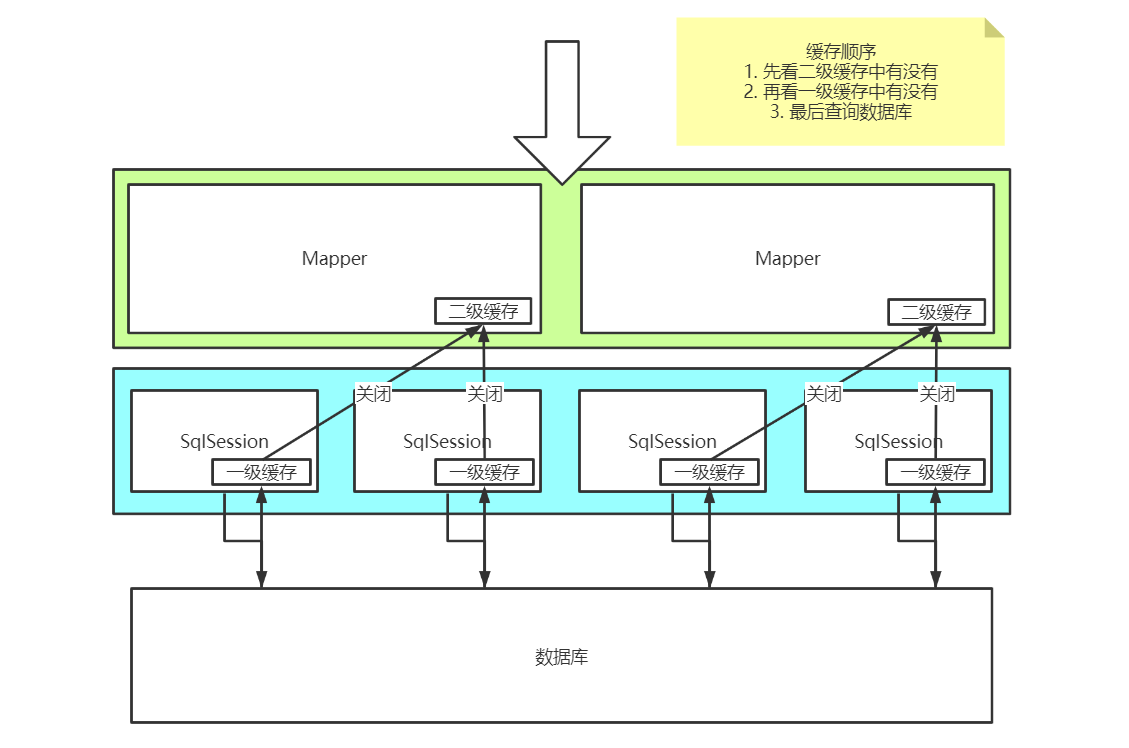 缓存顺序
1. 先看二级缓存中有没有
2. 再看一级缓存中有没有
3. 最后查询数据库
Mapper
Mapper
二级缓存
二级缓存
关闭
关闭
关闭
关闭
SqlSession
SqlSession
SqlSession
SqlSession
一级缓存
一级缓存
一级缓存
一级缓存
数据库